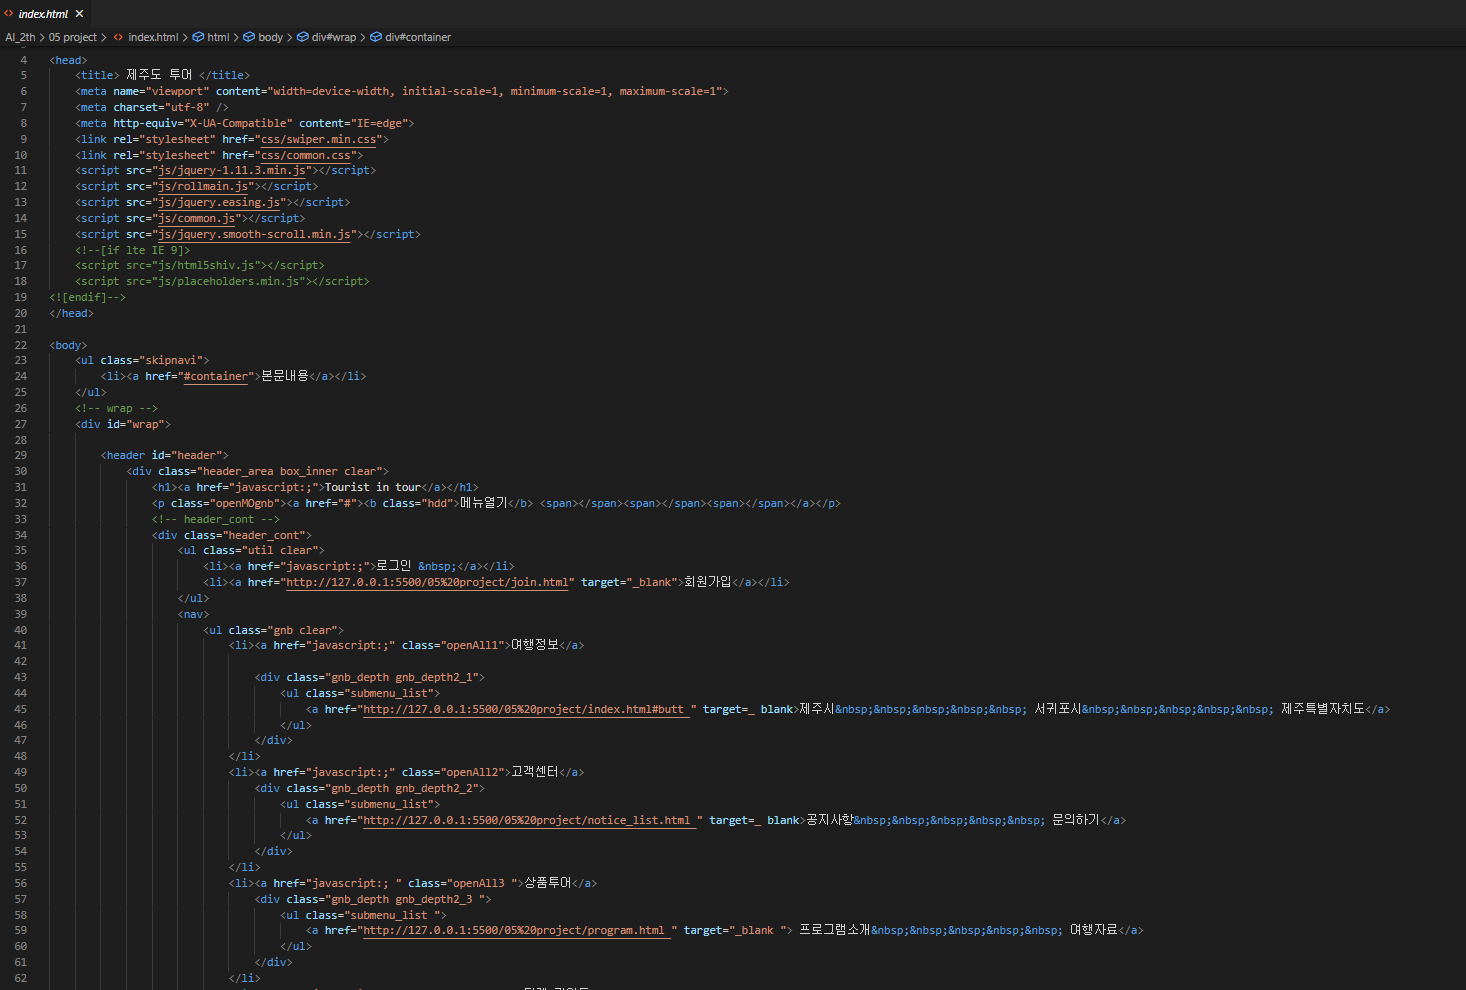 index.html
AI_2th > 05 project > index.html > html > body > div#wrap > div#container
4 <head>
5 <title> 제주도 투어 </title>
6 <meta name="viewport" content="width=device-width, initial-scale=1, minimum-scale=1, maximum-scale=1">
7 <meta charset="utf-8" />
8 <meta http-equiv="X-UA-Compatible" content="IE=edge">
9 <link rel="stylesheet" href="css/swiper.min.css">
10 <link rel="stylesheet" href="css/common.css">
11 <script src="js/jquery-1.11.3.min.js"></script>
12 <script src="js/rollmain.js"></script>
13 <script src="js/jquery.easing.js"></script>
14 <script src="js/common.js"></script>
15 <script src="js/jquery.smooth-scroll.min.js"></script>
16 <!--[if lte IE 9]>
17 <script src="js/html5shiv.js"></script>
18 <script src="js/placeholders.min.js"></script>
19 <![endif]-->
20 </head>
21
22 <body>
23 <ul class="skipnavi">
24 <li><a href="#container">본문내용</a></li>
25 </ul>
26 <!-- wrap -->
27 <div id="wrap">
28
29 <header id="header">
30 <div class="header_area box_inner clear">
31 <h1><a href="javascript:;">Tourist in tour</a></h1>
32 <p class="openMOgnb"><a href="#"><b class="hdd">메뉴열기</b> <span></span><span></span><span></span></a></p>
33 <!-- header_cont -->
34 <div class="header_cont">
35 <ul class="util clear">
36 <li><a href="javascript:;">로그인 &nbsp;</a></li>
37 <li><a href="http://127.0.0.1:5500/05%20project/join.html" target="_blank">회원가입</a></li>
38 </ul>
39 <nav>
40 <ul class="gnb clear">
41 <li><a href="javascript:;" class="openAll1">여행정보</a>
42
43 <div class="gnb_depth gnb_depth2_1">
44 <ul class="submenu_list">
45 <a href="http://127.0.0.1:5500/05%20project/index.html#butt " target=_ blank>제주시&nbsp;&nbsp;&nbsp;&nbsp;&nbsp; 서귀포시&nbsp;&nbsp;&nbsp;&nbsp;&nbsp; 제주특별자치도</a>
46 </ul>
47 </div>
48 </li>
49 <li><a href="javascript:;" class="openAll2">고객센터</a>
50 <div class="gnb_depth gnb_depth2_2">
51 <ul class="submenu_list">
52 <a href="http://127.0.0.1:5500/05%20project/notice_list.html " target=_ blank>공지사항&nbsp;&nbsp;&nbsp;&nbsp;&nbsp; 문의하기</a>
53 </ul>
54 </div>
55 </li>
56 <li><a href="javascript:; " class="openAll3 ">상품투어</a>
57 <div class="gnb_depth gnb_depth2_3 ">
58 <ul class="submenu_list ">
59 <a href="http://127.0.0.1:5500/05%20project/program.html " target="_blank "> 프로그램소개&nbsp;&nbsp;&nbsp;&nbsp;&nbsp; 여행자료</a>
60 </ul>
61 </div>
62 </li>